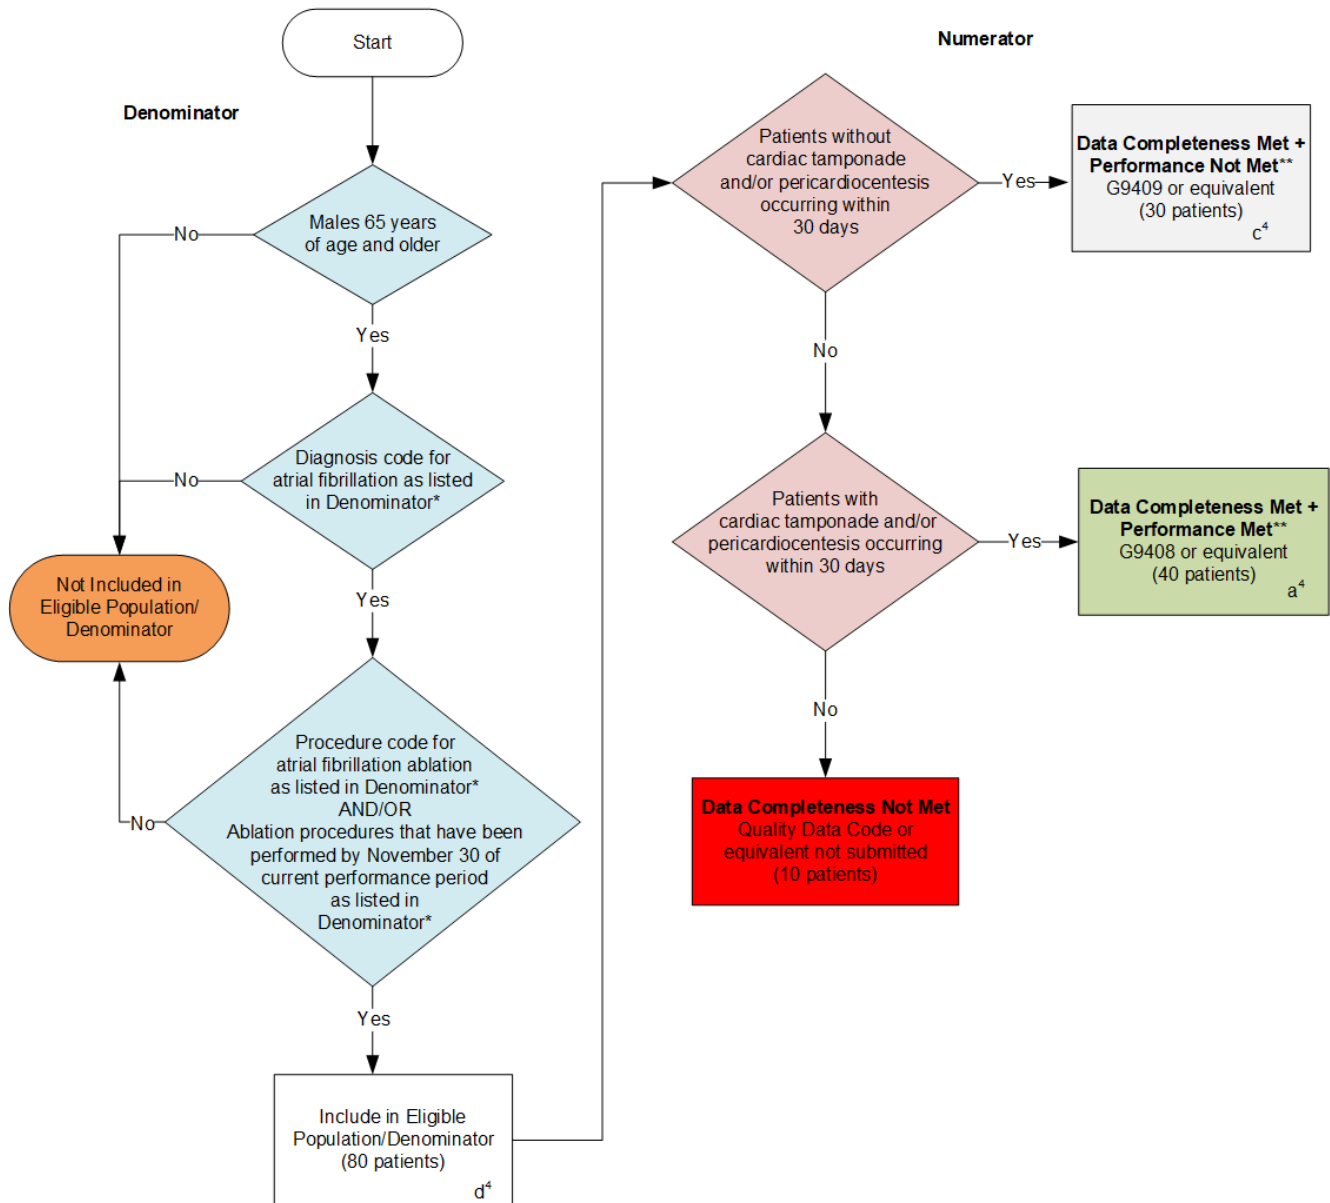 Start
Denominator
Males 65 years
of age and older
No
Yes
Diagnosis code for
atrial fibrillation as listed
in Denominator*
No
Yes
Not Included in
Eligible Population/
Denominator
Procedure code for
atrial fibrillation ablation
as listed in Denominator*
AND/OR
Ablation procedures that have been
performed by November 30 of
current performance period
as listed in
Denominator*
No
Yes
Include in Eligible
Population/Denominator
(80 patients)
d⁴
Numerator
Patients without
cardiac tamponade
and/or pericardiocentesis
occurring within
30 days
Yes
Data Completeness Met +
Performance Not Met**
G9409 or equivalent
(30 patients)
c⁴
No
Patients with
cardiac tamponade and/or
pericardiocentesis occurring
within 30 days
Yes
Data Completeness Met +
Performance Met**
G9408 or equivalent
(40 patients)
a⁴
No
Data Completeness Not Met
Quality Data Code or
equivalent not submitted
(10 patients)